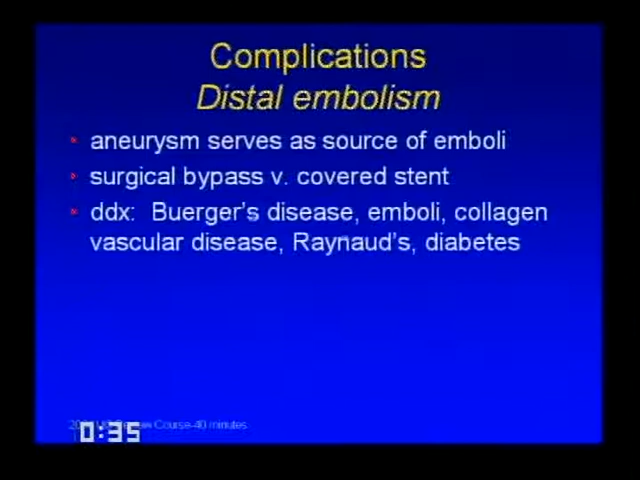 Complications
Distal embolism
aneurysm serves as source of emboli
surgical bypass v. covered stent
ddx: Buerger's disease, emboli, collagen
vascular disease, Raynaud's, diabetes
Course-40 minutes
0:35